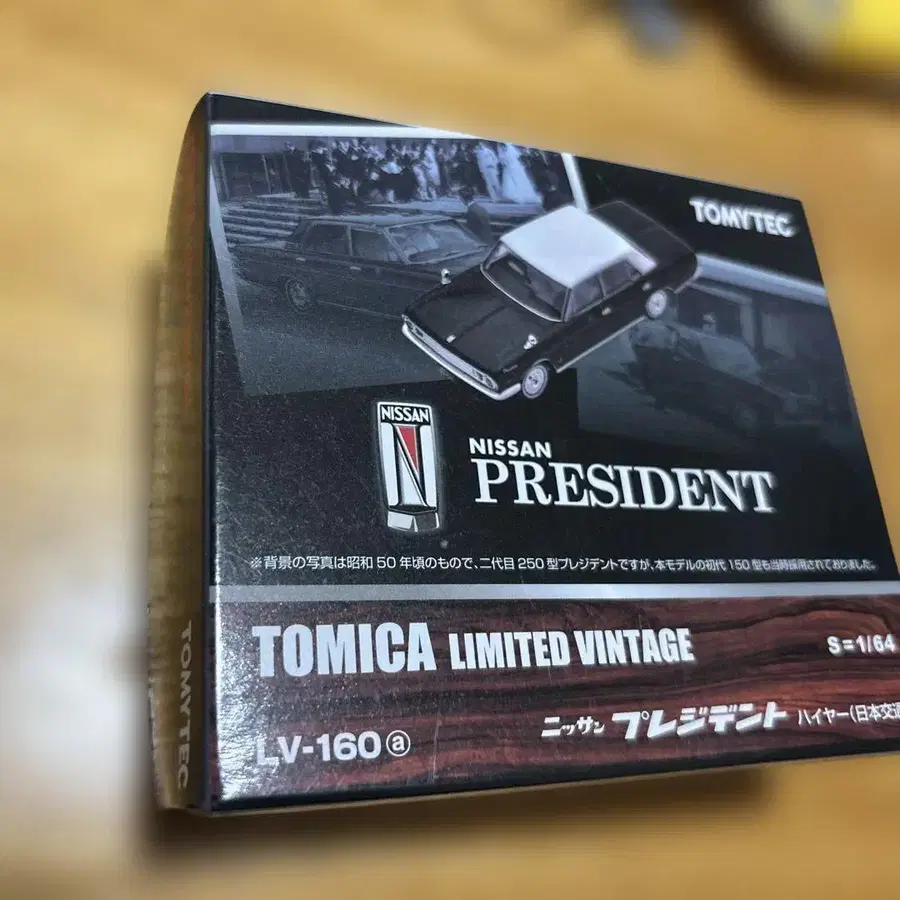 TOMYTEC
NISSAN
N
NISSAN
PRESIDENT
※背景の写真は昭和50年頃のもので、二代目250型プレジデントですが、本モデルの初代150型も当時採用されておりました。
TOMICA LIMITED VINTAGE
S=1/64
ニッサン プレジデント ハイヤー(日本交通
LV-160ⓐ
TOMYTEC